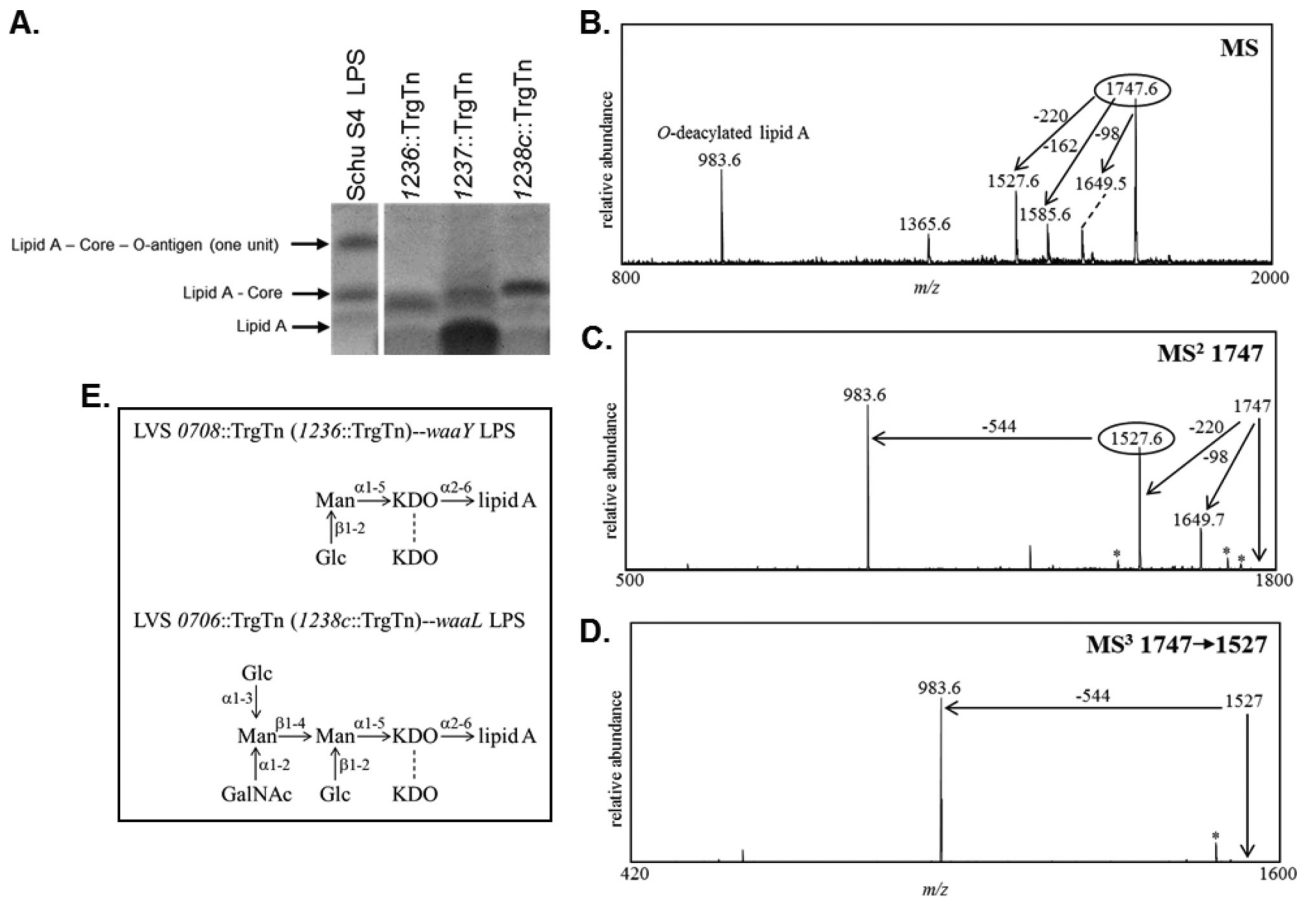 A.
Schu S4 LPS
1236::TrgTn
1237::TrgTn
1238c::TrgTn
Lipid A – Core – O-antigen (one unit)
Lipid A - Core
Lipid A
B.
MS
relative abundance
O-deacylated lipid A
983.6
1365.6
1527.6
1585.6
1649.5
1747.6
-220
-162
-98
800
m/z
2000
C.
MS² 1747
relative abundance
983.6
-544
1527.6
1747
-220
-98
1649.7
*
*
*
500
1800
D.
MS³ 1747→1527
relative abundance
983.6
-544
1527
*
420
m/z
1600
E.
LVS 0708::TrgTn (1236::TrgTn)--waaY LPS
Man α1-5 KDO α2-6 lipid A
β1-2
Glc KDO
LVS 0706::TrgTn (1238c::TrgTn)--waaL LPS
Glc
α1-3
Man β1-4 Man α1-5 KDO α2-6 lipid A
α1-2 β1-2
GalNAc Glc KDO